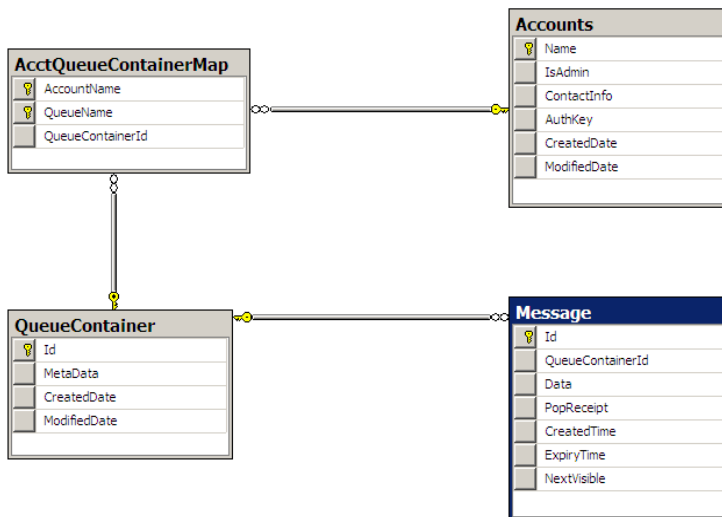 AcctQueueContainerMap
AccountName
QueueName
QueueContainerId
Accounts
Name
IsAdmin
ContactInfo
AuthKey
CreatedDate
ModifiedDate
QueueContainer
Id
MetaData
CreatedDate
ModifiedDate
Message
Id
QueueContainerId
Data
PopReceipt
CreatedTime
ExpiryTime
NextVisible